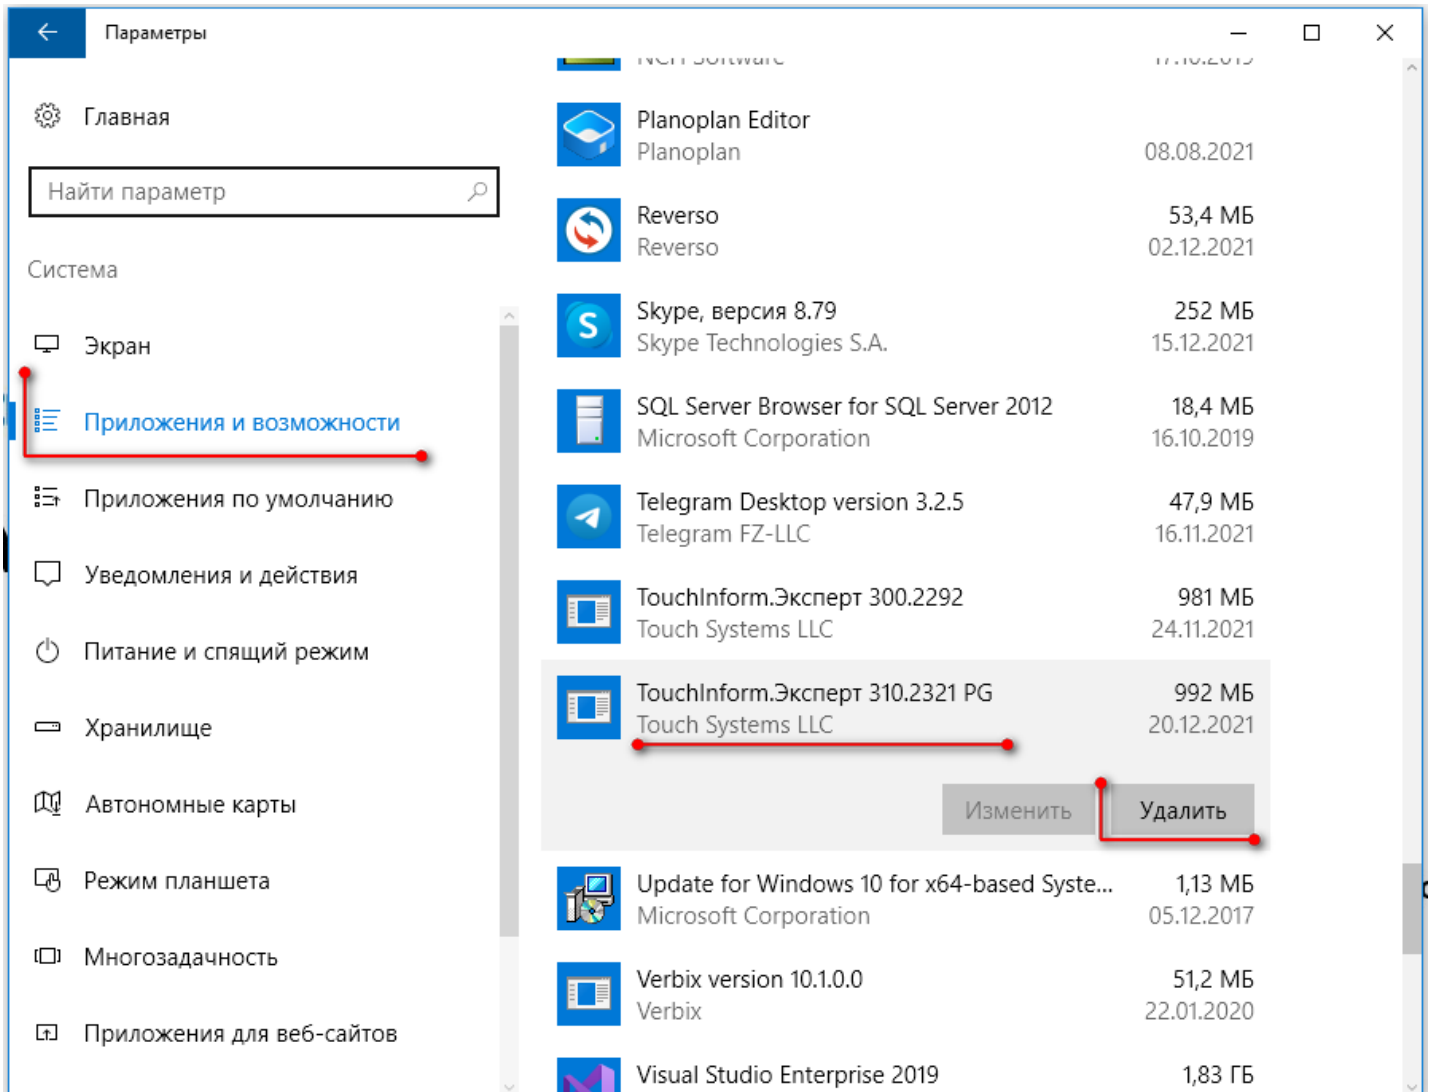 Параметры
Главная
Найти параметр
Система
Экран
Приложения и возможности
Приложения по умолчанию
Уведомления и действия
Питание и спящий режим
Хранилище
Автономные карты
Режим планшета
Многозадачность
Приложения для веб-сайтов
NCH Software 17.10.2019
Planoplan Editor
Planoplan 08.08.2021
Reverso 53,4 МБ
Reverso 02.12.2021
Skype, версия 8.79 252 МБ
Skype Technologies S.A. 15.12.2021
SQL Server Browser for SQL Server 2012 18,4 МБ
Microsoft Corporation 16.10.2019
Telegram Desktop version 3.2.5 47,9 МБ
Telegram FZ-LLC 16.11.2021
TouchInform.Эксперт 300.2292 981 МБ
Touch Systems LLC 24.11.2021
TouchInform.Эксперт 310.2321 PG 992 МБ
Touch Systems LLC 20.12.2021
Изменить Удалить
Update for Windows 10 for x64-based Syste... 1,13 МБ
Microsoft Corporation 05.12.2017
Verbix version 10.1.0.0 51,2 МБ
Verbix 22.01.2020
Visual Studio Enterprise 2019 1,83 ГБ